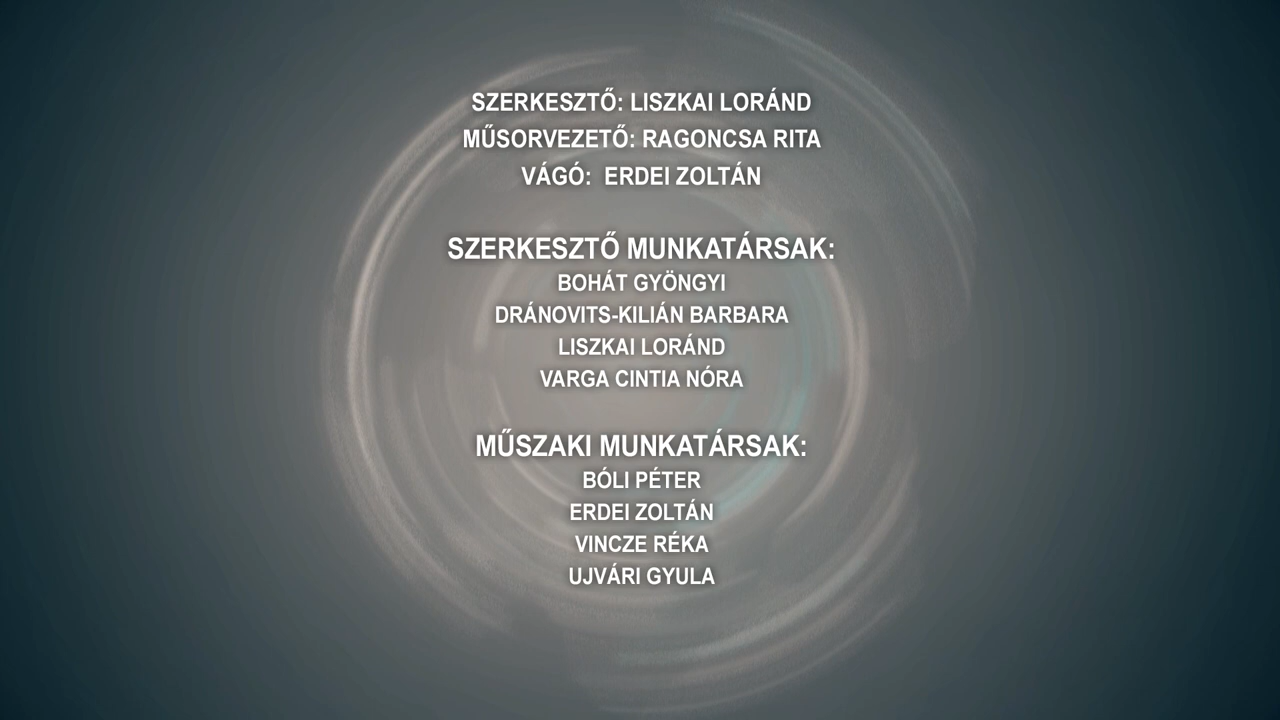 SZERKESZTŐ: LISZKAI LORÁND
MŰSORVEZETŐ: RAGONCSA RITA
VÁGÓ: ERDEI ZOLTÁN
SZERKESZTŐ MUNKATÁRSAK:
BOHÁT GYÖNGYI
DRÁNOVITS-KILIÁN BARBARA
LISZKAI LORÁND
VARGA CINTIA NÓRA
MŰSZAKI MUNKATÁRSAK:
BÓLI PÉTER
ERDEI ZOLTÁN
VINCZE RÉKA
UJVÁRI GYULA